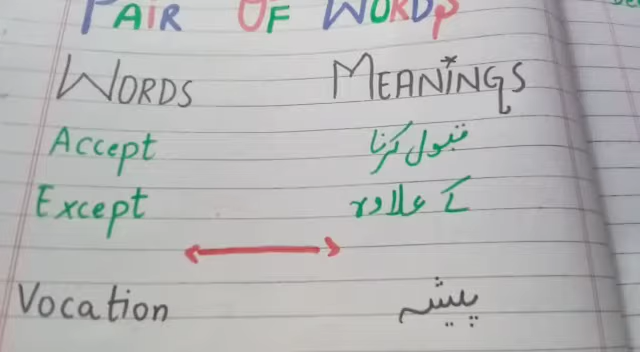 PAIR OF WORDS
WORDS MEANINGS
Accept قبول کرنا
Except کے علاوہ
Vocation پیشہ